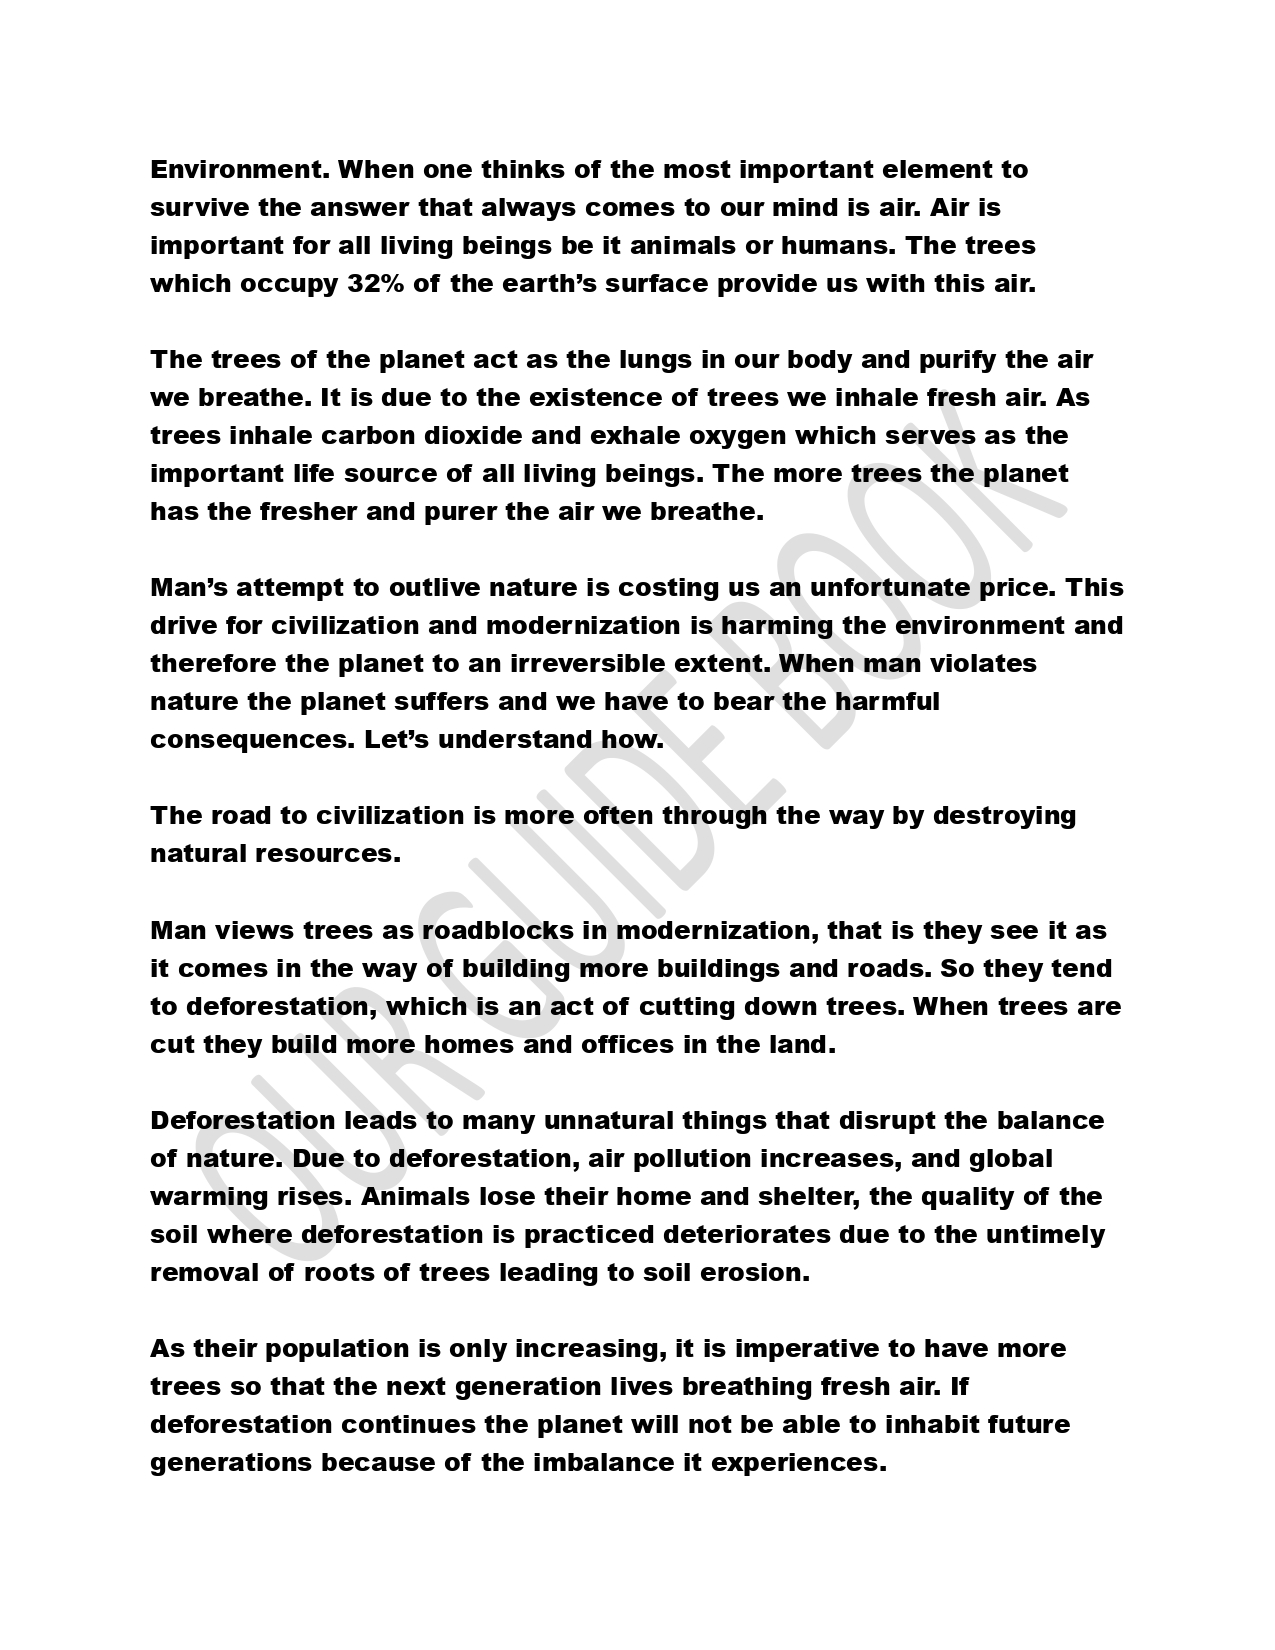 Environment. When one thinks of the most important element to
survive the answer that always comes to our mind is air. Air is
important for all living beings be it animals or humans. The trees
which occupy 32% of the earth’s surface provide us with this air.
The trees of the planet act as the lungs in our body and purify the air
we breathe. It is due to the existence of trees we inhale fresh air. As
trees inhale carbon dioxide and exhale oxygen which serves as the
important life source of all living beings. The more trees the planet
has the fresher and purer the air we breathe.
Man’s attempt to outlive nature is costing us an unfortunate price. This
drive for civilization and modernization is harming the environment and
therefore the planet to an irreversible extent. When man violates
nature the planet suffers and we have to bear the harmful
consequences. Let’s understand how.
The road to civilization is more often through the way by destroying
natural resources.
Man views trees as roadblocks in modernization, that is they see it as
it comes in the way of building more buildings and roads. So they tend
to deforestation, which is an act of cutting down trees. When trees are
cut they build more homes and offices in the land.
Deforestation leads to many unnatural things that disrupt the balance
of nature. Due to deforestation, air pollution increases, and global
warming rises. Animals lose their home and shelter, the quality of the
soil where deforestation is practiced deteriorates due to the untimely
removal of roots of trees leading to soil erosion.
As their population is only increasing, it is imperative to have more
trees so that the next generation lives breathing fresh air. If
deforestation continues the planet will not be able to inhabit future
generations because of the imbalance it experiences.
OUR GUIDE BOOK